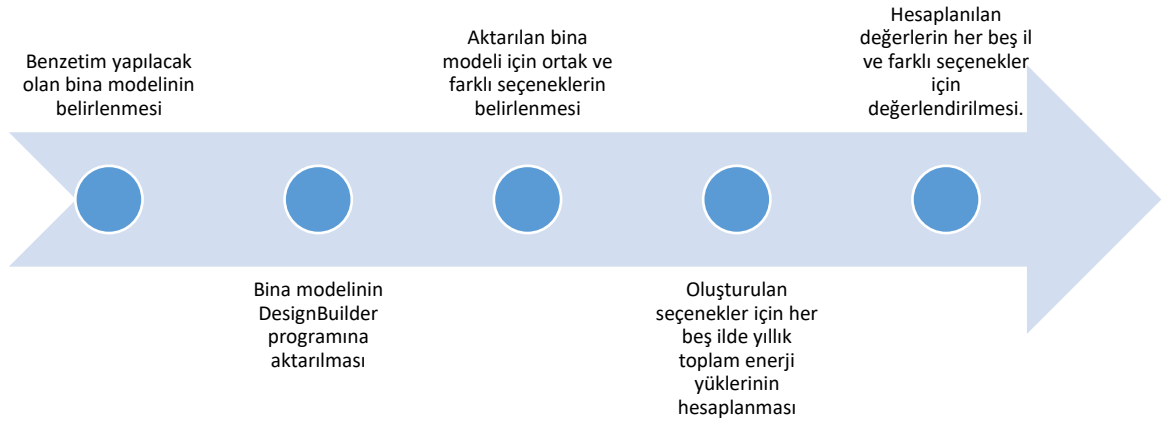 Benzetim yapılacak
olan bina modelinin
belirlenmesi
Bina modelinin
DesignBuilder
programına
aktarılması
Aktarılan bina
modeli için ortak ve
farklı seçeneklerin
belirlenmesi
Oluşturulan
seçenekler için her
beş ilde yıllık
toplam enerji
yüklerinin
hesaplanması
Hesaplanılan
değerlerin her beş il
ve farklı seçenekler
için
değerlendirilmesi.